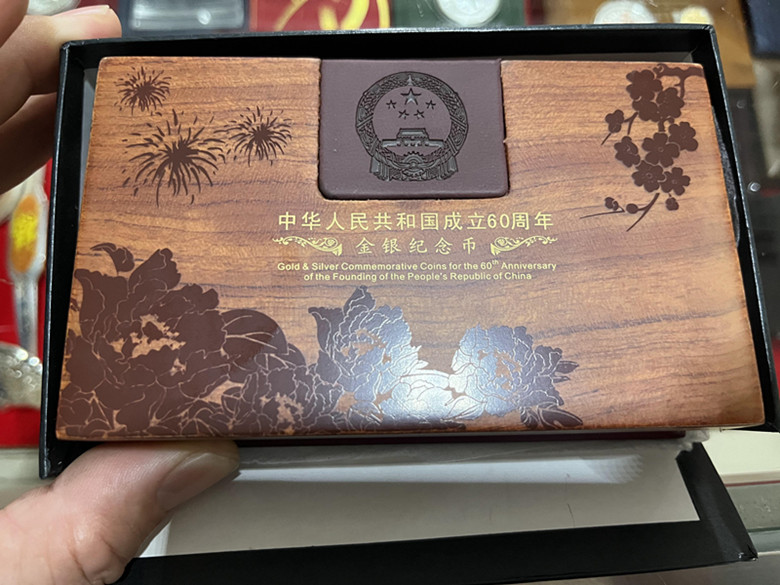 中华人民共和国成立60周年
金银纪念币
Gold & Silver Commemorative Coins for the 60th Anniversary
of the Founding of the People's Republic of China